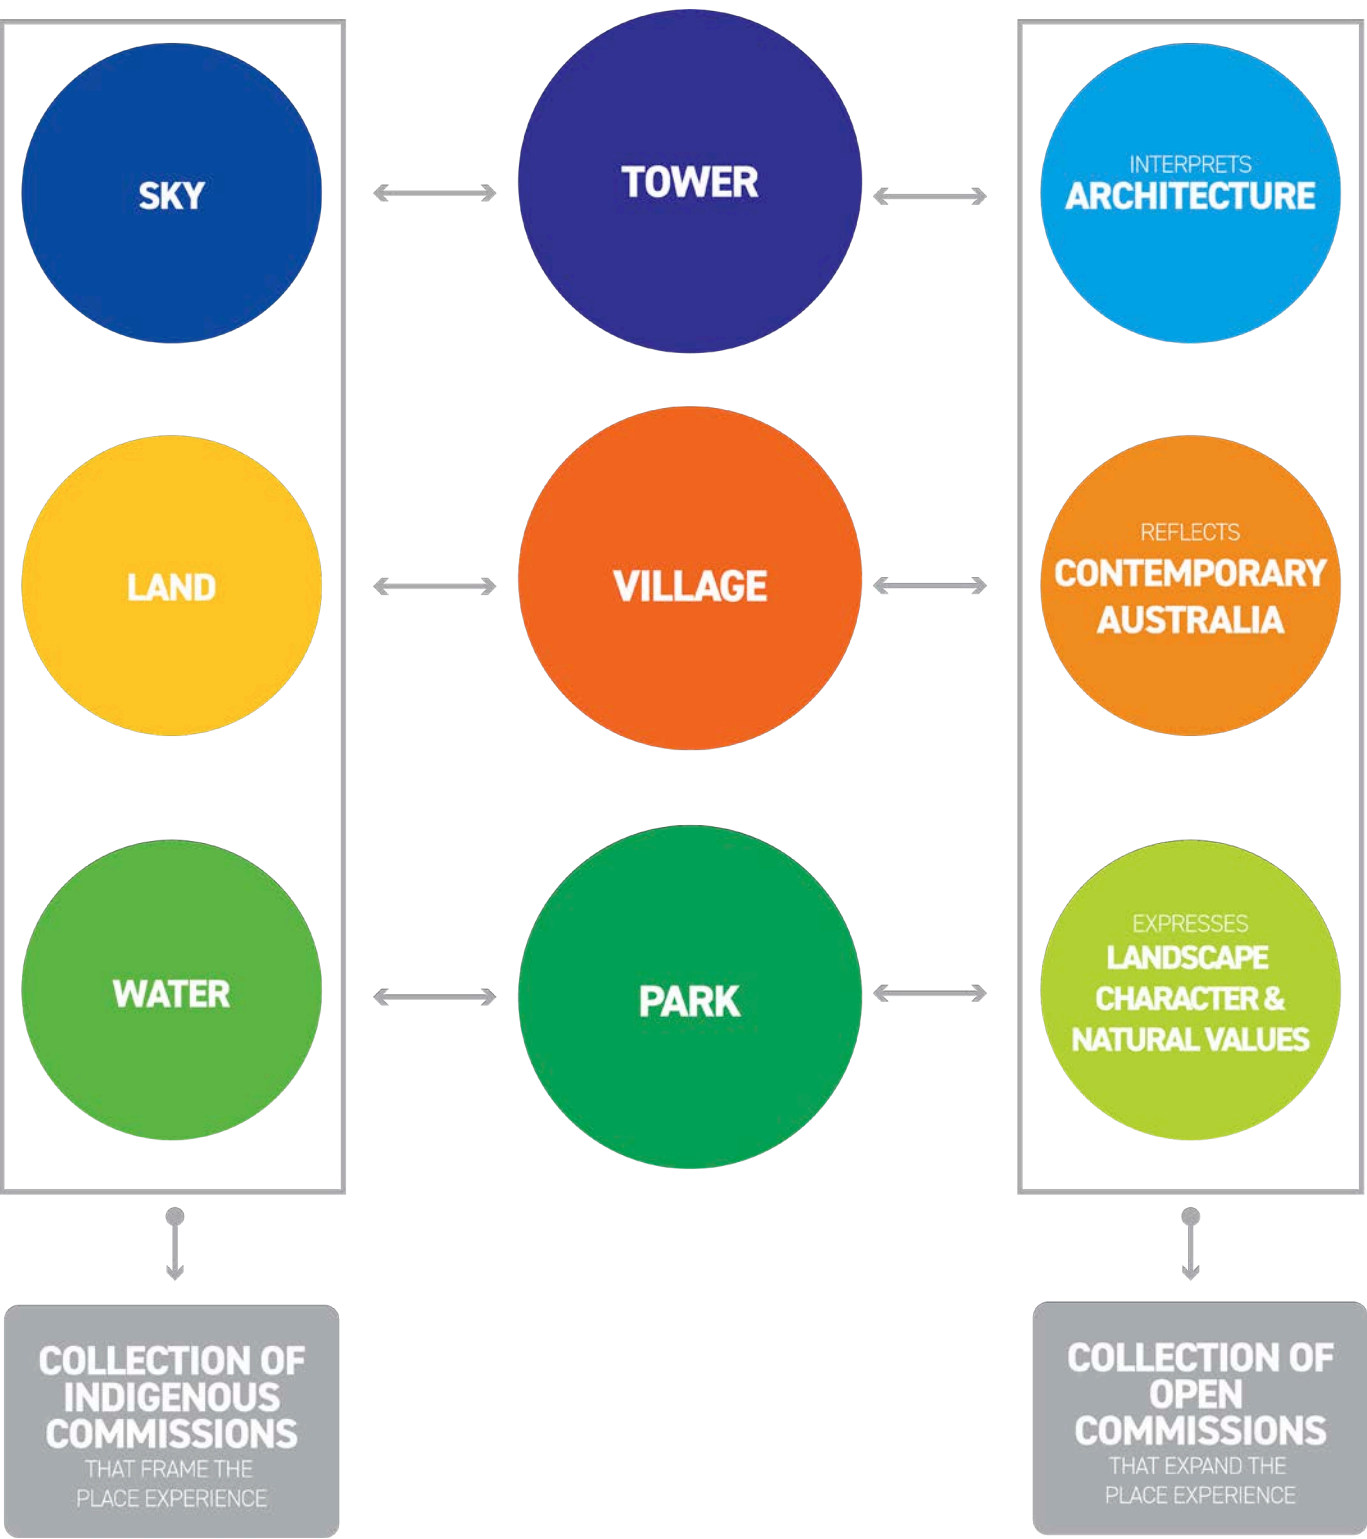 SKY
TOWER
INTERPRETS
ARCHITECTURE
LAND
VILLAGE
REFLECTS
CONTEMPORARY
AUSTRALIA
WATER
PARK
EXPRESSES
LANDSCAPE
CHARACTER &
NATURAL VALUES
COLLECTION OF
INDIGENOUS
COMMISSIONS
THAT FRAME THE
PLACE EXPERIENCE
COLLECTION OF
OPEN
COMMISSIONS
THAT EXPAND THE
PLACE EXPERIENCE